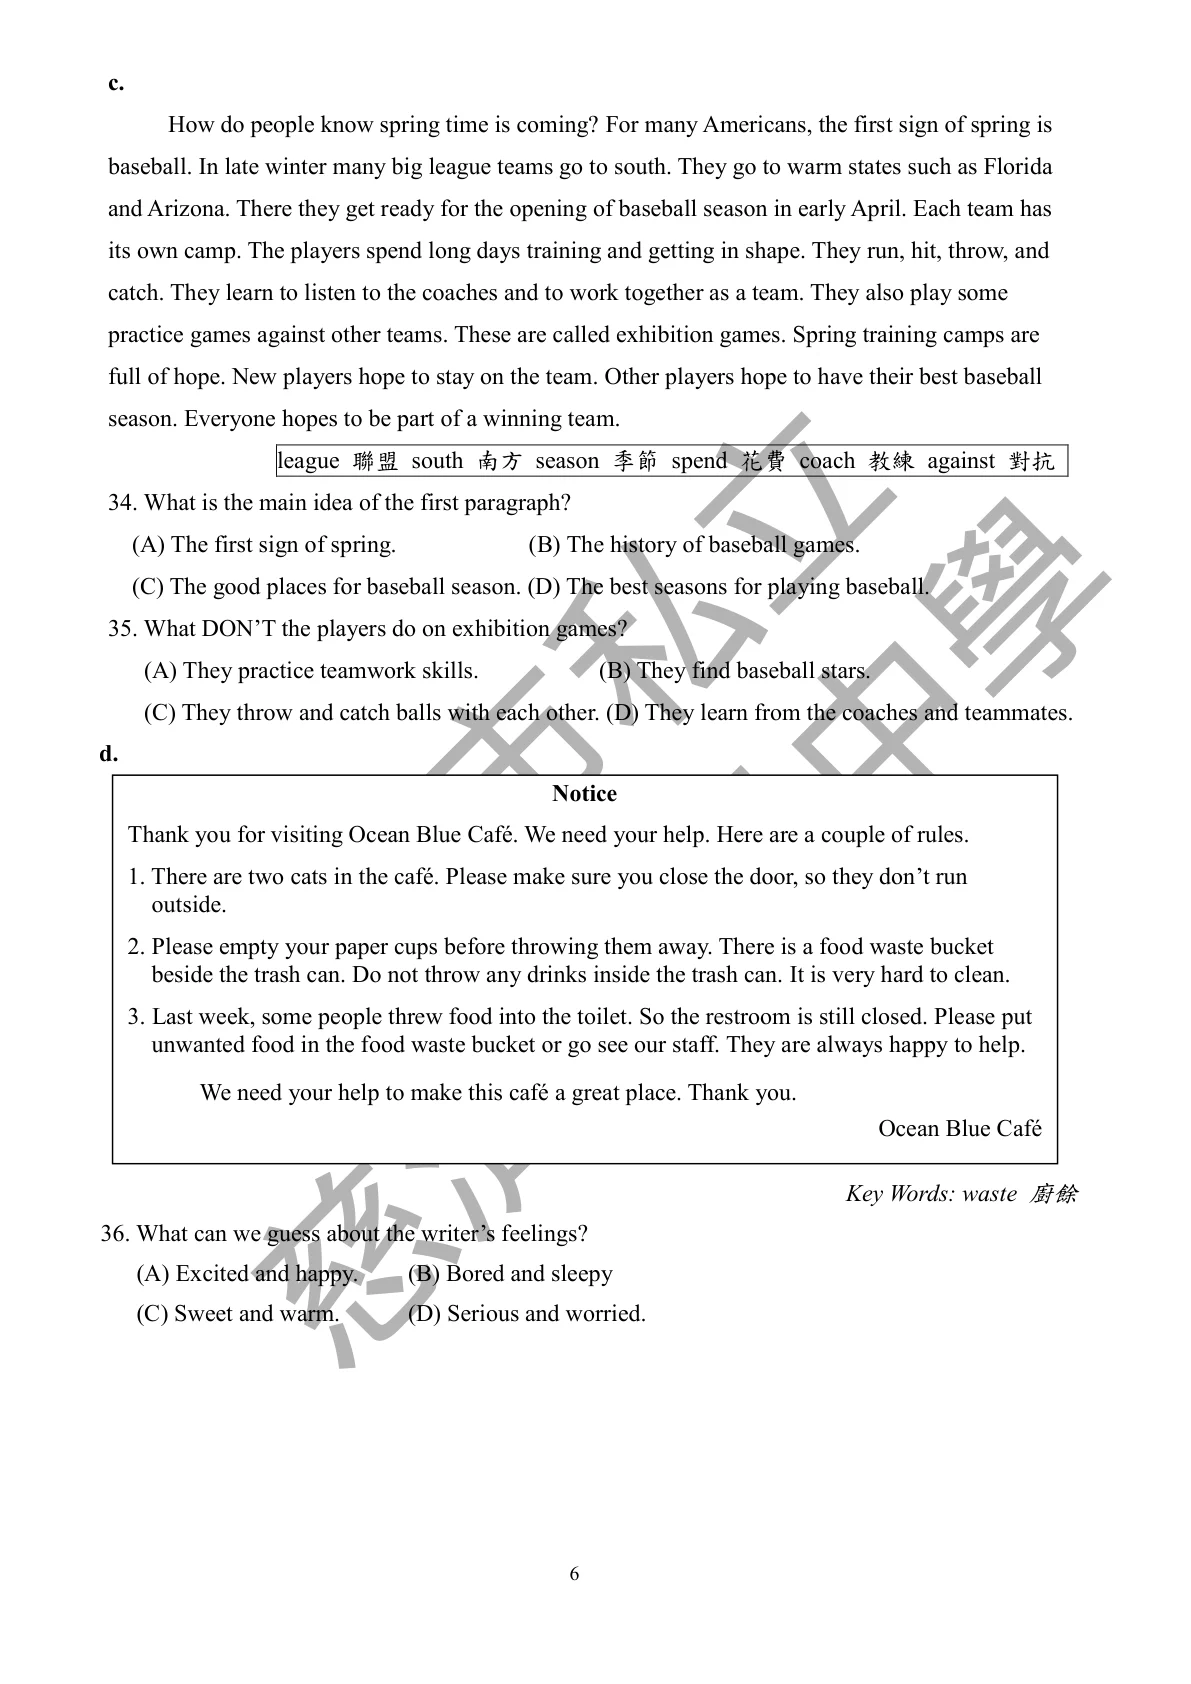 c.
How do people know spring time is coming? For many Americans, the first sign of spring is
baseball. In late winter many big league teams go to south. They go to warm states such as Florida
and Arizona. There they get ready for the opening of baseball season in early April. Each team has
its own camp. The players spend long days training and getting in shape. They run, hit, throw, and
catch. They learn to listen to the coaches and to work together as a team. They also play some
practice games against other teams. These are called exhibition games. Spring training camps are
full of hope. New players hope to stay on the team. Other players hope to have their best baseball
season. Everyone hopes to be part of a winning team.
league 聯盟 south 南方 season 季節 spend 花費 coach 教練 against 對抗
34. What is the main idea of the first paragraph?
(A) The first sign of spring. (B) The history of baseball games.
(C) The good places for baseball season. (D) The best seasons for playing baseball.
35. What DON’T the players do on exhibition games?
(A) They practice teamwork skills. (B) They find baseball stars.
(C) They throw and catch balls with each other. (D) They learn from the coaches and teammates.
d.
Notice
Thank you for visiting Ocean Blue Café. We need your help. Here are a couple of rules.
1. There are two cats in the café. Please make sure you close the door, so they don’t run
outside.
2. Please empty your paper cups before throwing them away. There is a food waste bucket
beside the trash can. Do not throw any drinks inside the trash can. It is very hard to clean.
3. Last week, some people threw food into the toilet. So the restroom is still closed. Please put
unwanted food in the food waste bucket or go see our staff. They are always happy to help.
We need your help to make this café a great place. Thank you.
Ocean Blue Café
Key Words: waste 廚餘
36. What can we guess about the writer’s feelings?
(A) Excited and happy. (B) Bored and sleepy
(C) Sweet and warm. (D) Serious and worried.
6
市私立
中學
慈